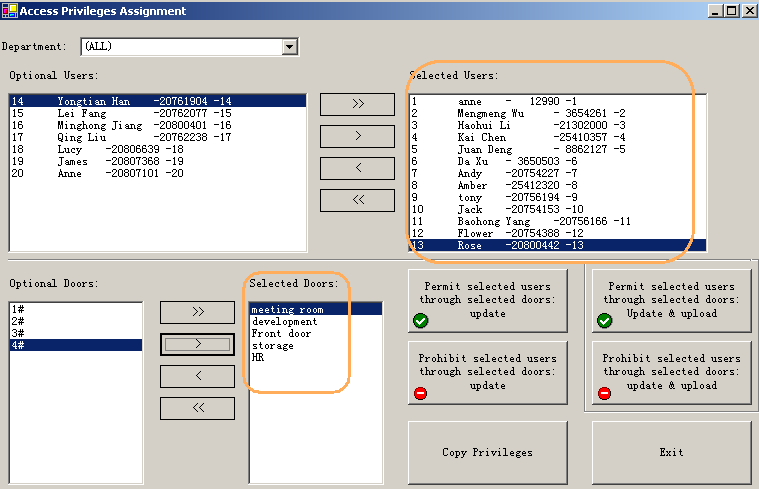 Access Privileges Assignment
Department: (ALL)
Optional Users:
14 Yongtian Han -20761904 -14
15 Lei Fang -20762077 -15
16 Minghong Jiang -20800401 -16
17 Qing Liu -20762238 -17
18 Lucy -20806639 -18
19 James -20807368 -19
20 Anne -20807101 -20
>>
>
<
<<
Selected Users:
1 anne - 12990 -1
2 Mengmeng Wu - 3654261 -2
3 Haohui Li -21302000 -3
4 Kai Chen -25410357 -4
5 Juan Deng - 8862127 -5
6 Da Xu - 3650503 -6
7 Andy -20754227 -7
8 Amber -25412320 -8
9 tony -20756194 -9
10 Jack -20754153 -10
11 Baohong Yang -20756166 -11
12 Flower -20754388 -12
13 Rose -20800442 -13
Optional Doors:
1#
2#
3#
4#
>>
>
<
<<
Selected Doors:
meeting room
development
Front door
storage
HR
Permit selected users
through selected doors:
update
Permit selected users
through selected doors:
Update & upload
Prohibit selected users
through selected doors:
update
Prohibit selected users
through selected doors:
update & upload
Copy Privileges
Exit